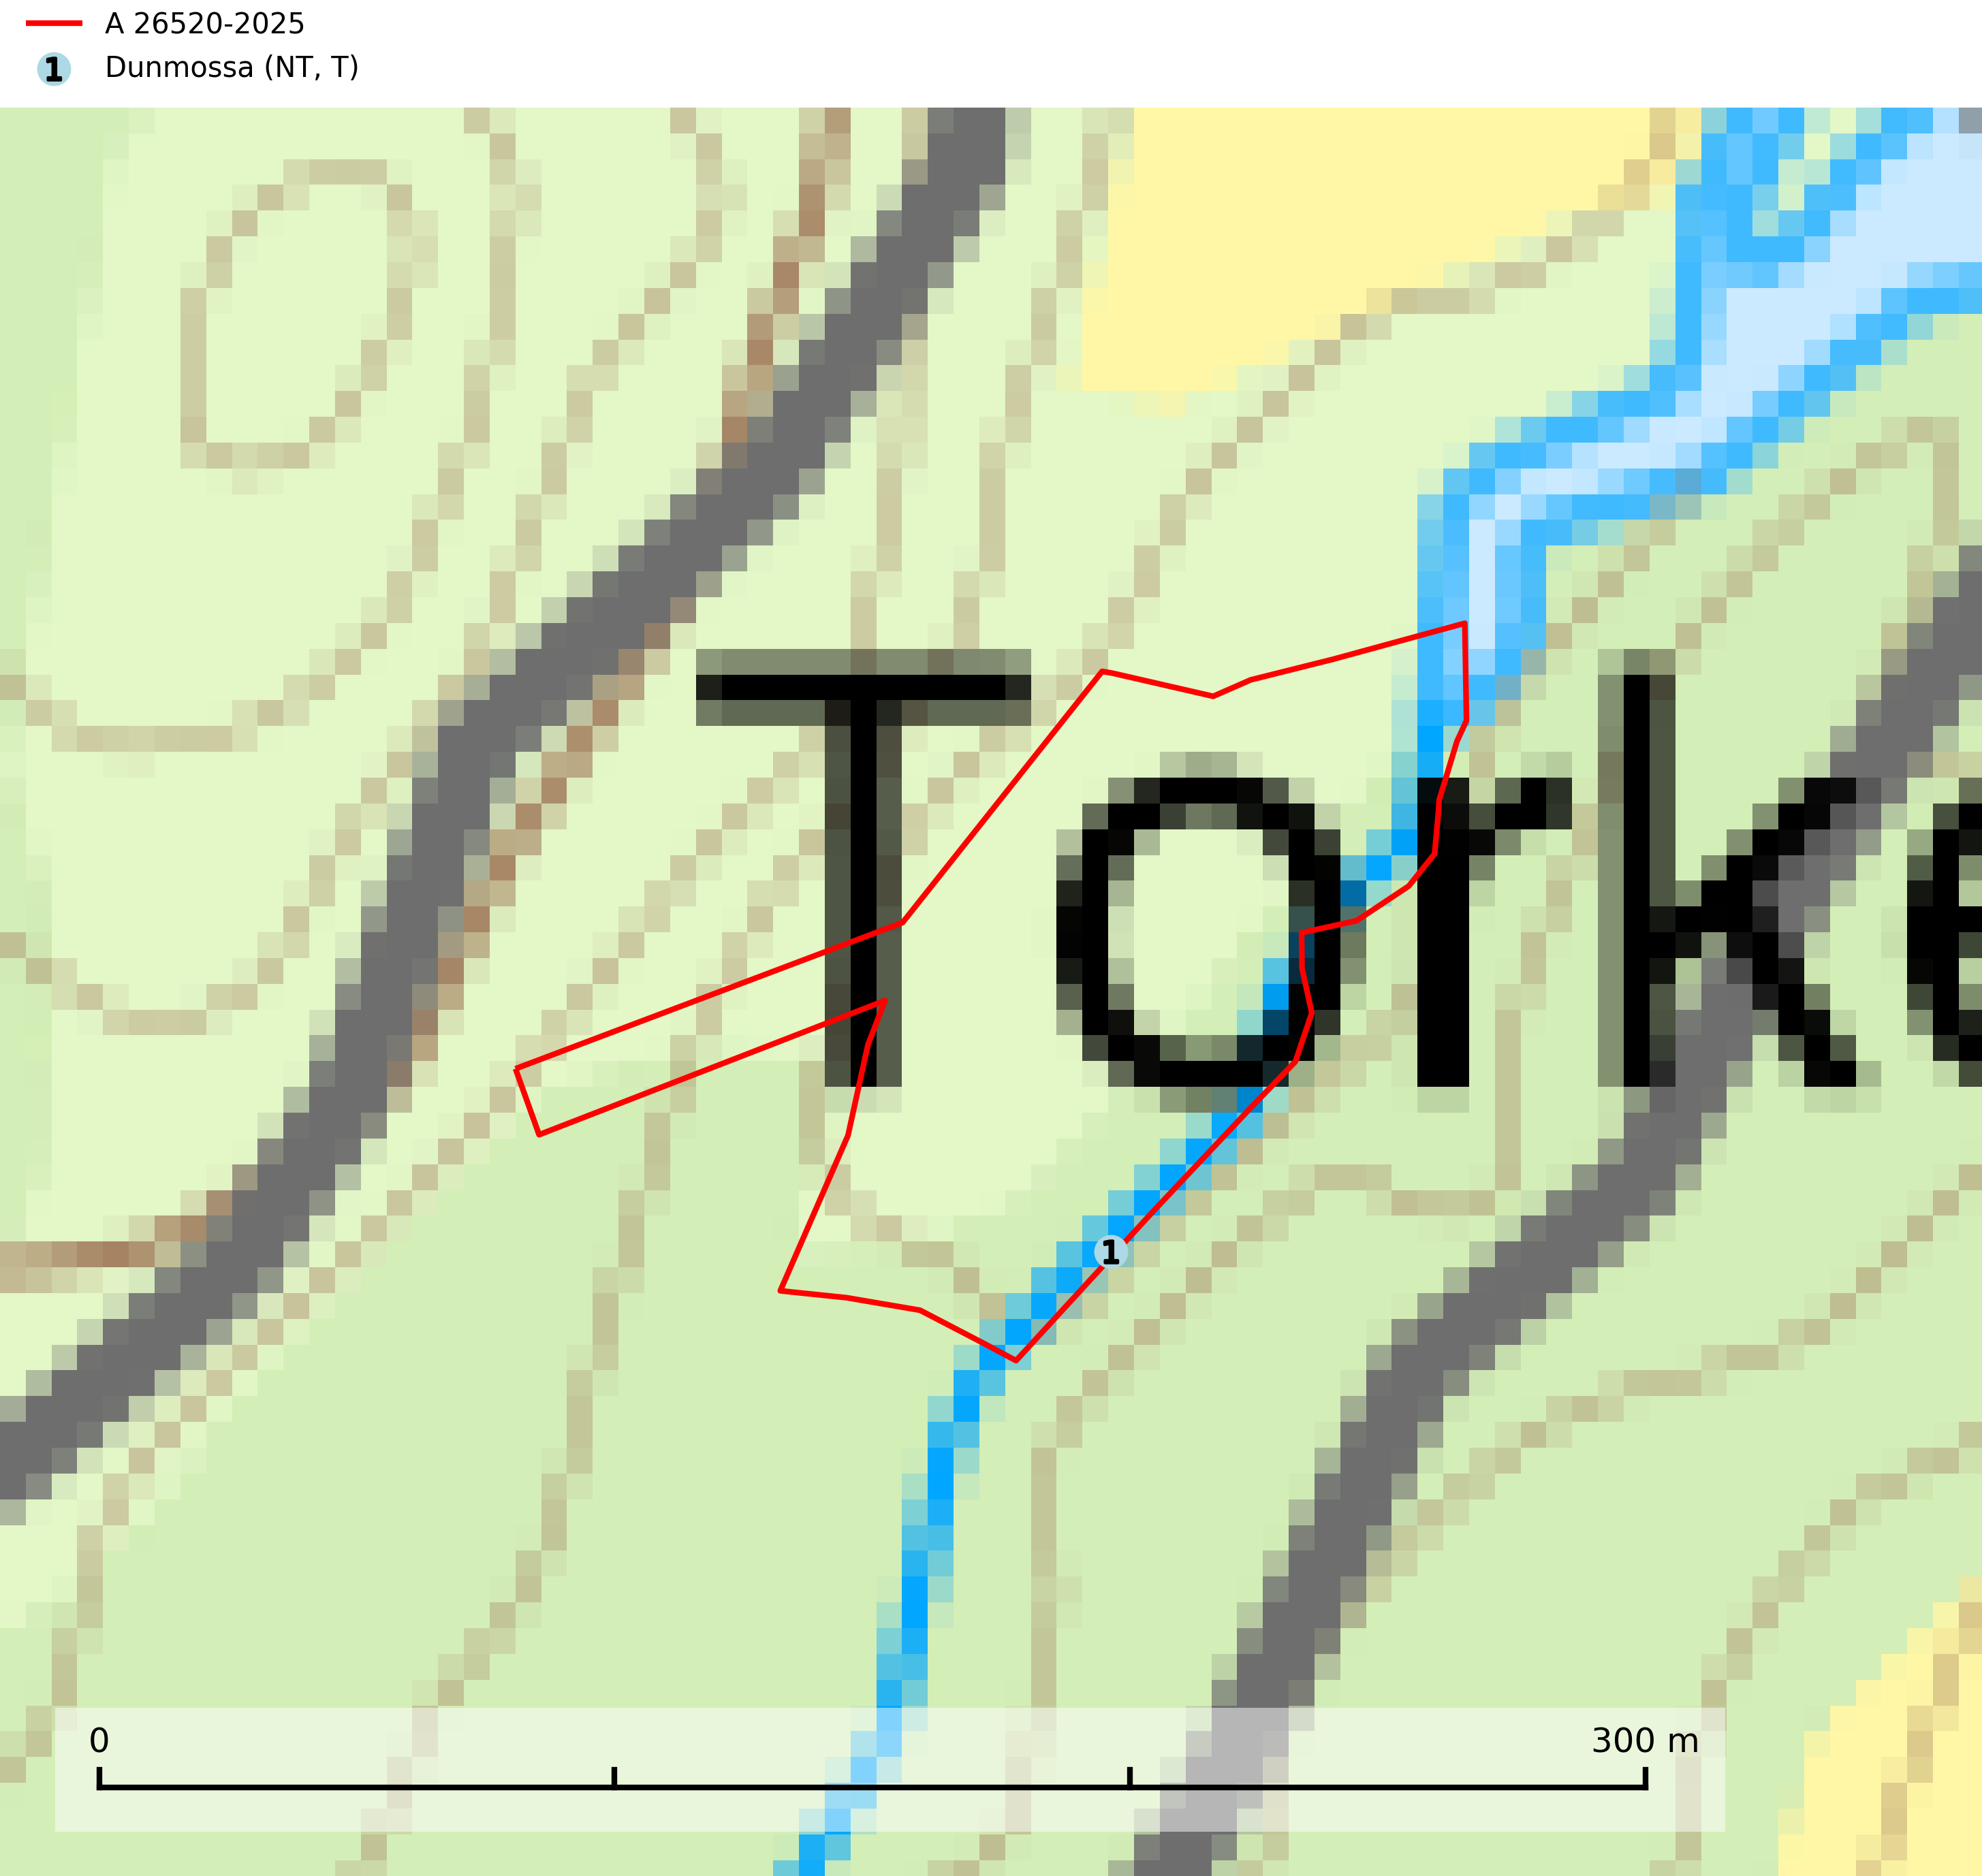 A 26520-2025
1 Dunmossa (NT, T)
Torke
1
0 300 m